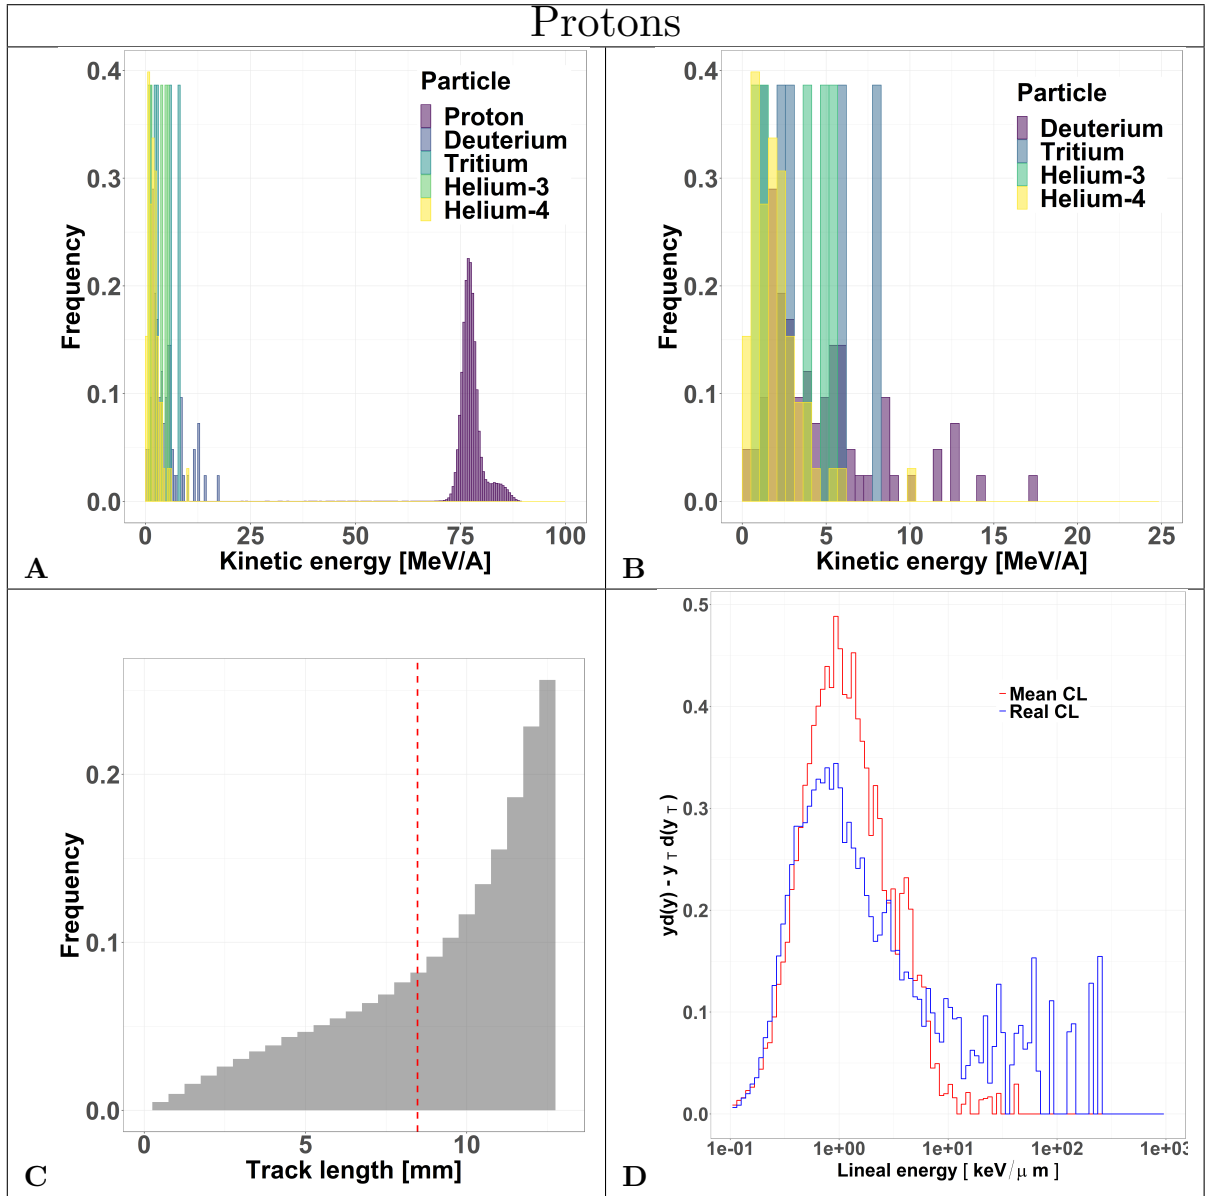 Protons
0.4
0.3
0.2
0.1
0.0
Frequency
Particle
Proton
Deuterium
Tritium
Helium-3
Helium-4
0 25 50 75 100
Kinetic energy [MeV/A]
A
0.4
0.3
0.2
0.1
0.0
Frequency
Particle
Deuterium
Tritium
Helium-3
Helium-4
0 5 10 15 20 25
Kinetic energy [MeV/A]
B
0.2
0.1
0.0
Frequency
0 5 10
Track length [mm]
C
0.5
0.4
0.3
0.2
0.1
0.0
yd(y) - y T d(y T )
Mean CL
Real CL
1e-01 1e+00 1e+01 1e+02 1e+03
Lineal energy [ keV/ μ m ]
D